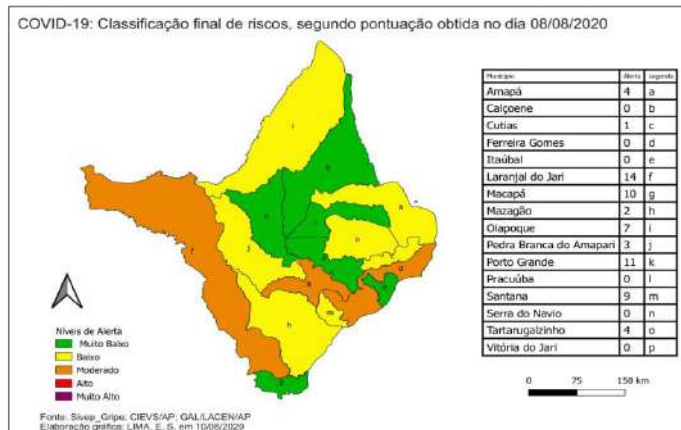 COVID-19: Classificação final de riscos, segundo pontuação obtida no dia 08/08/2020
Município Alerta Legenda
Amapá 4 a
Calçoene 0 b
Cutias 1 c
Ferreira Gomes 0 d
Itaúbal 0 e
Laranjal do Jari 14 f
Macapá 10 g
Mazagão 2 h
Oiapoque 7 i
Pedra Branca do Amapari 3 j
Porto Grande 11 k
Pracuúba 0 l
Santana 9 m
Serra do Navio 0 n
Tartarugalzinho 4 o
Vitória do Jari 0 p
j
h
m
Níveis de Alerta
Muito Baixo
Baixo
Moderado
Alto
Muito Alto
0 75 150 km
Fonte: Sivep_Gripe; CIEVS/AP; GAL/LACEN/AP
Elaboração gráfica: LIMA, E. S. em 10/08/2020